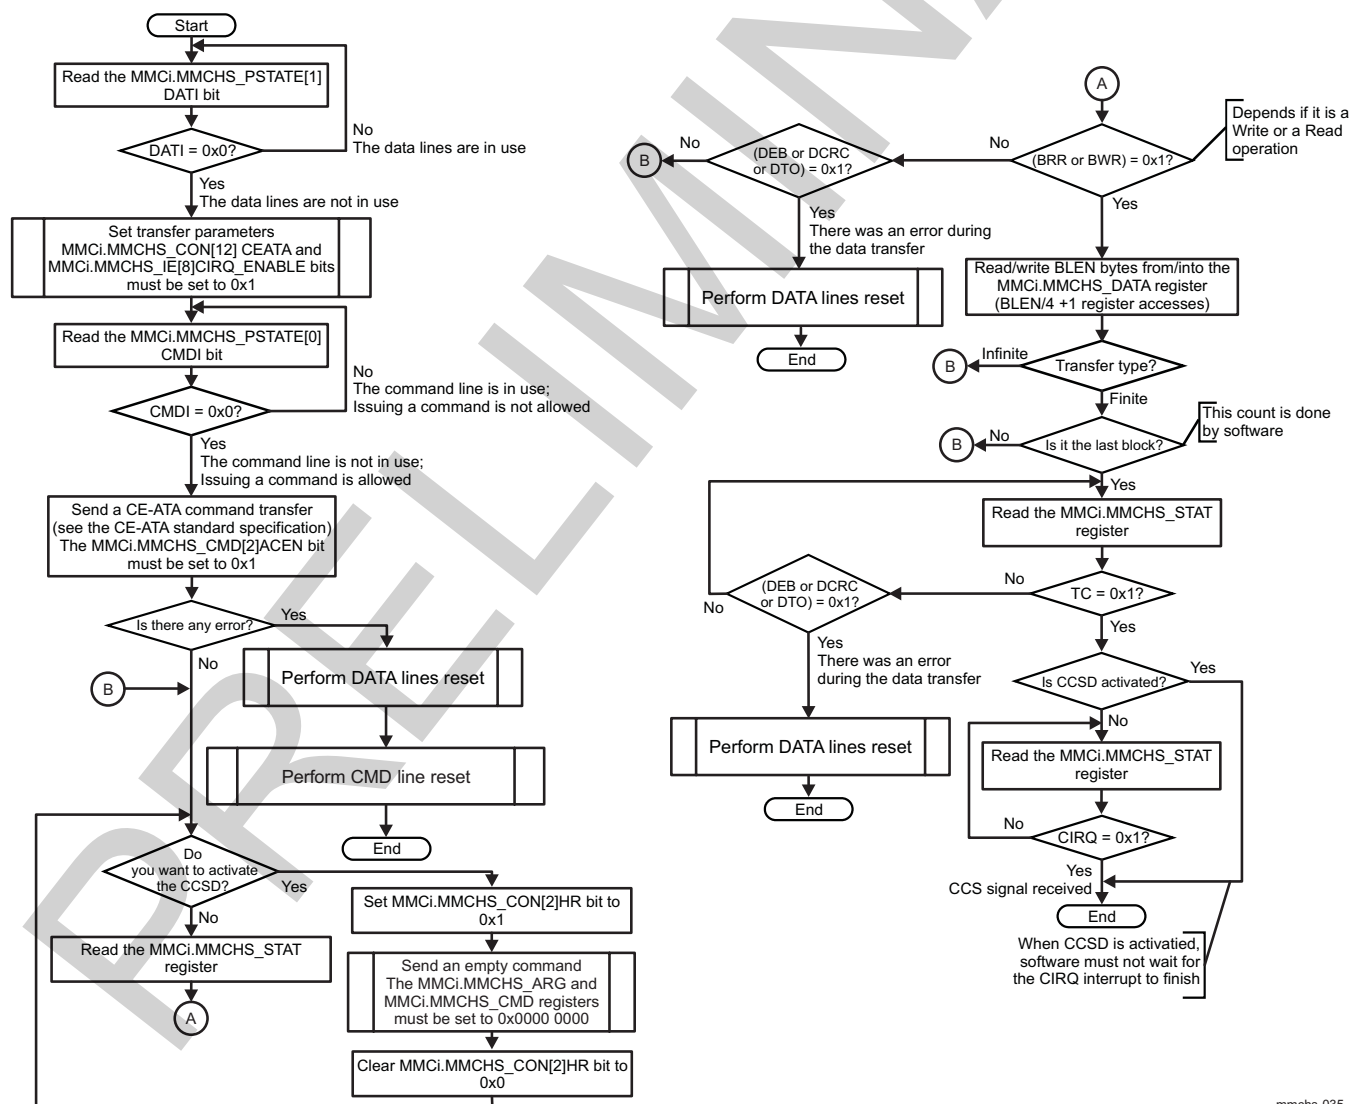 Start
Read the MMCi.MMCHS_PSTATE[1]
DATI bit
No
The data lines are in use
DATI = 0x0?
Yes
The data lines are not in use
Set transfer parameters
MMCi.MMCHS_CON[12] CEATA and
MMCi.MMCHS_IE[8]CIRQ_ENABLE bits
must be set to 0x1
Read the MMCi.MMCHS_PSTATE[0]
CMDI bit
No
The command line is in use;
Issuing a command is not allowed
CMDI = 0x0?
Yes
The command line is not in use;
Issuing a command is allowed
Send a CE-ATA command transfer
(see the CE-ATA standard specification)
The MMCi.MMCHS_CMD[2]ACEN bit
must be set to 0x1
Is there any error?
Yes
No
B
Perform DATA lines reset
Perform CMD line reset
End
Do
you want to activate
the CCSD?
Yes
No
Read the MMCi.MMCHS_STAT
register
A
Set MMCi.MMCHS_CON[2]HR bit to
0x1
Send an empty command
The MMCi.MMCHS_ARG and
MMCi.MMCHS_CMD registers
must be set to 0x0000 0000
Clear MMCi.MMCHS_CON[2]HR bit to
0x0
A
Depends if it is a
Write or a Read
operation
(BRR or BWR) = 0x1?
No
Yes
(DEB or DCRC
or DTO) = 0x1?
No
B
Yes
There was an error during
the data transfer
Perform DATA lines reset
End
Read/write BLEN bytes from/into the
MMCi.MMCHS_DATA register
(BLEN/4 +1 register accesses)
Transfer type?
Infinite
B
Finite
This count is done
by software
Is it the last block?
No
B
Yes
Read the MMCi.MMCHS_STAT
register
TC = 0x1?
No
Yes
(DEB or DCRC
or DTO) = 0x1?
No
Yes
There was an error
during the data transfer
Perform DATA lines reset
End
Is CCSD activated?
Yes
No
Read the MMCi.MMCHS_STAT
register
CIRQ = 0x1?
No
Yes
CCS signal received
End
When CCSD is activatied,
software must not wait for
the CIRQ interrupt to finish
mmchs-035
PRELIMINA